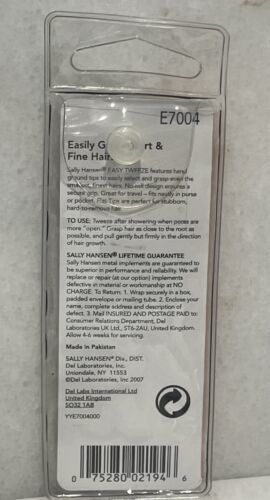 E7004
Easily G rt &
Fine Hair
Sally Hansen® EASY TWEEZE features hand
ground tips to easily select and grasp even the
smallest, finest hairs. No-roll design ensures a
secure grip. Great for travel – fits neatly in purse
or pocket. Flat Tips are perfect for stubborn,
hard-to-remove hair.
TO USE: Tweeze after showering when pores are
more "open." Grasp hair as close to the root as
possible, and pull gently but firmly in the direction
of hair growth.
SALLY HANSEN® LIFETIME GUARANTEE
Sally Hansen metal implements are guaranteed to
be superior in performance and reliability. We will
replace or repair (at our option) implements
defective in material or workmanship at NO
CHARGE. To Return: 1. Wrap securely in a box,
padded envelope or mailing tube. 2. Enclose your
name, complete address and description of
defect. 3. Mail INSURED AND POSTAGE PAID to:
Consumer Relations Department, Del
Laboratories UK Ltd., ST6-2AU, United Kingdom.
Allow 4-6 weeks for servicing.
Made in Pakistan
SALLY HANSEN® Div., DIST.
Del Laboratories, Inc.
Uniondale, NY 11553
©Del Laboratories, Inc 2007
Del Labs International Ltd
United Kingdom
SO32 1AB
YYE7004000
0 75280 02194 6